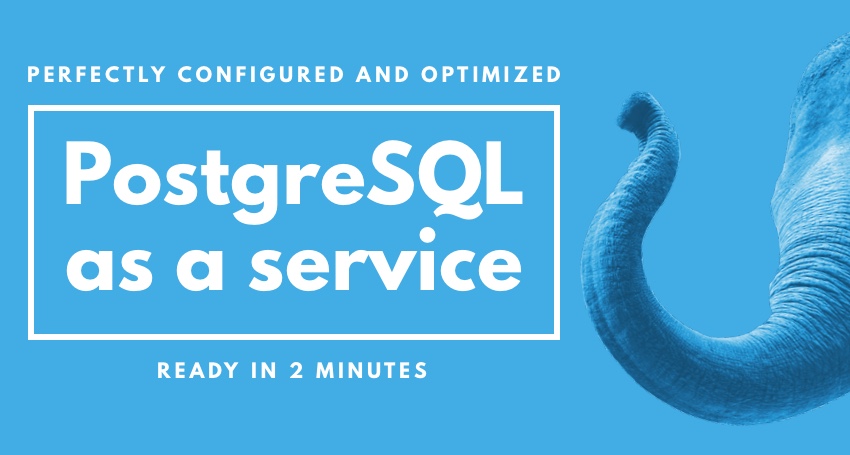 PERFECTLY CONFIGURED AND OPTIMIZED
PostgreSQL
as a service
READY IN 2 MINUTES